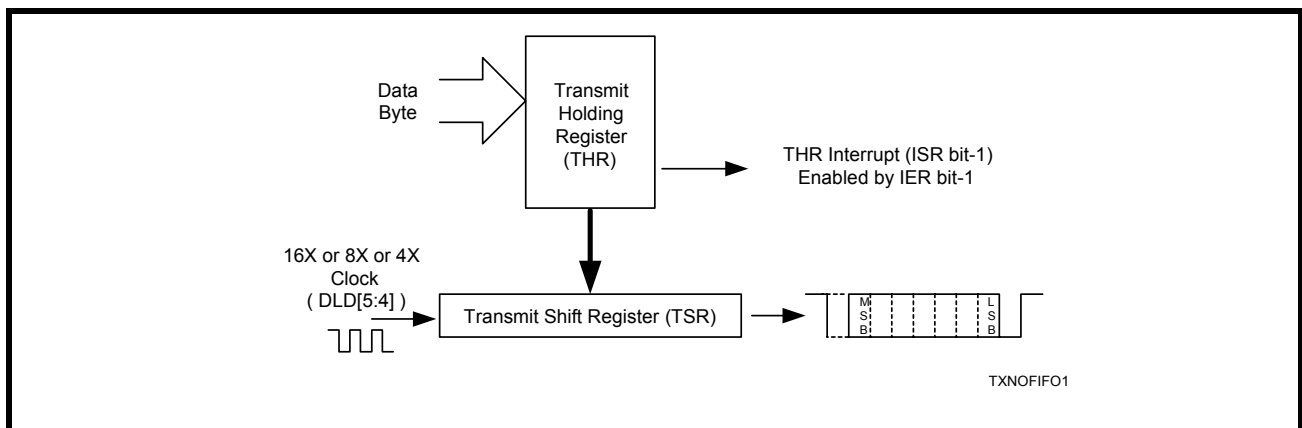 Data
Byte
Transmit
Holding
Register
(THR)
THR Interrupt (ISR bit-1)
Enabled by IER bit-1
16X or 8X or 4X
Clock
( DLD[5:4] )
Transmit Shift Register (TSR)
M
S
B
L
S
B
TXNOFIFO1